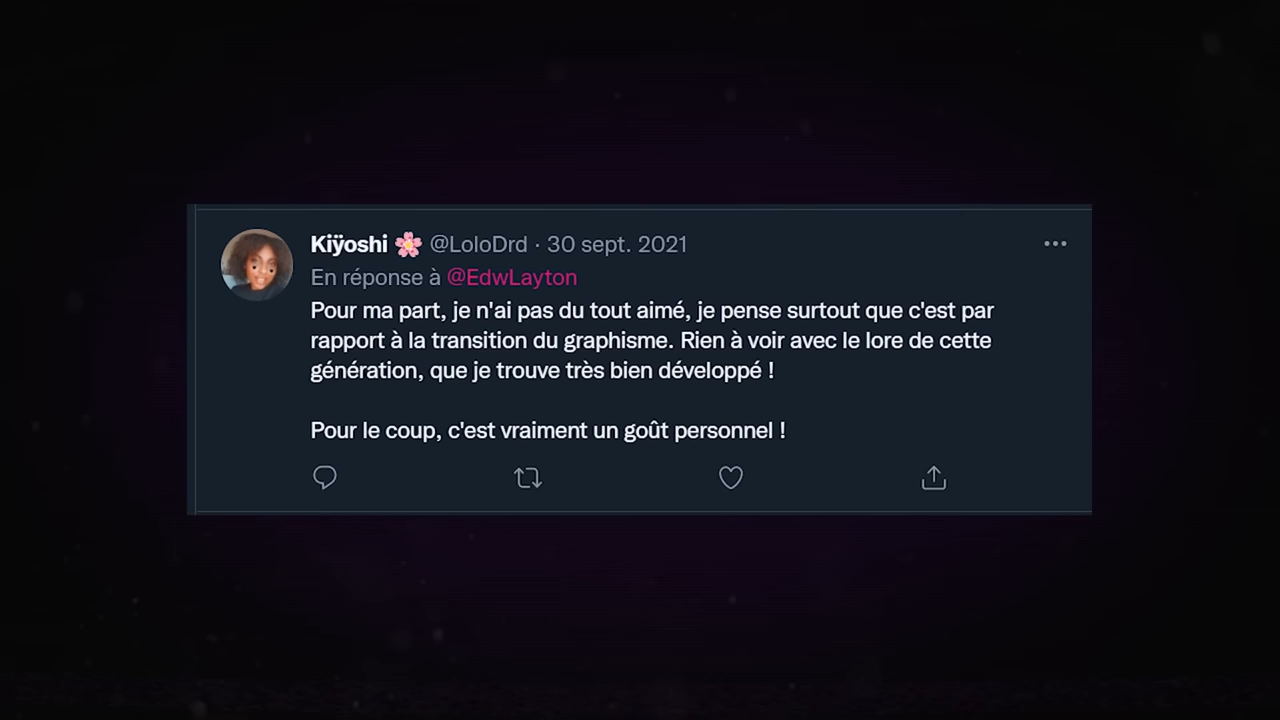 Kiÿoshi 🌸 @LoloDrd · 30 sept. 2021
En réponse à @EdwLayton
Pour ma part, je n'ai pas du tout aimé, je pense surtout que c'est par
rapport à la transition du graphisme. Rien à voir avec le lore de cette
génération, que je trouve très bien développé !
Pour le coup, c'est vraiment un goût personnel !